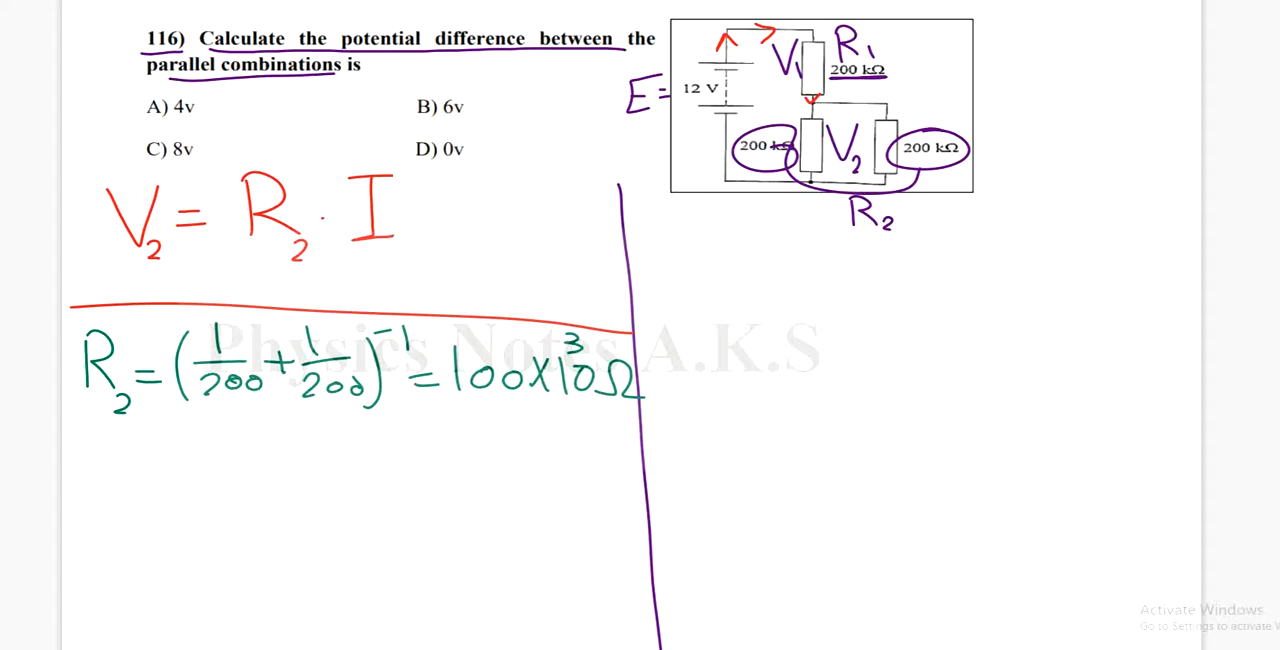 116) Calculate the potential difference between the
parallel combinations is
A) 4v
B) 6v
C) 8v
D) 0v
E =
12 V
V1
R1
200 kΩ
200 kΩ
V2
200 kΩ
R2
V2 = R2 . I
R2 = (1/200 + 1/200)^-1 = 100×10^3 Ω
Physics Notes A.K.S
Activate Windows
Go to Settings to activate W